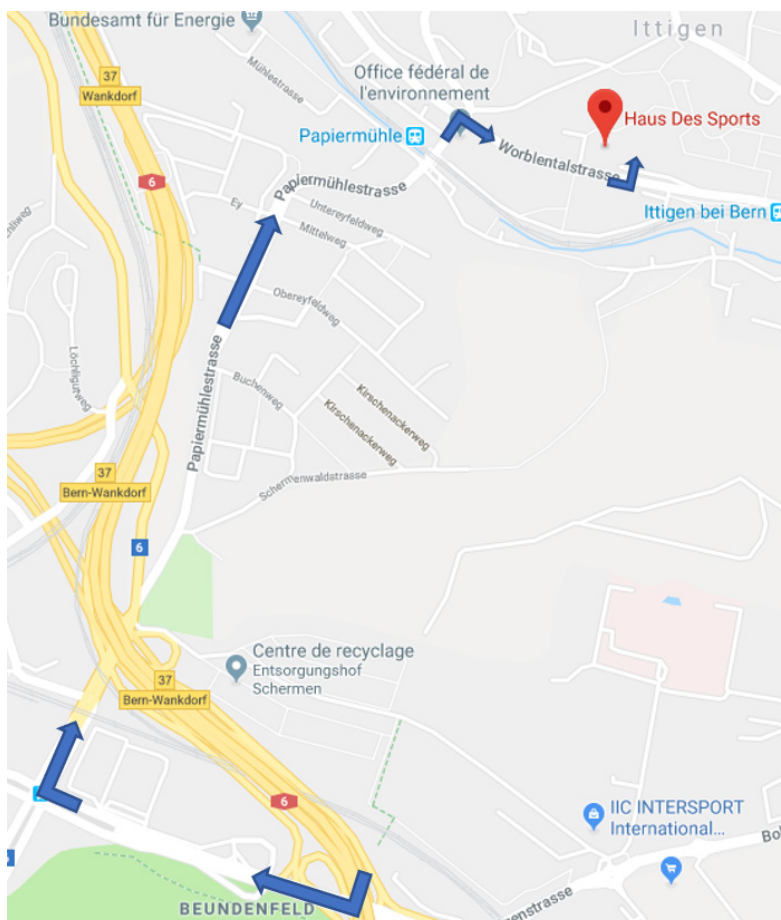 Bundesamt für Energie
Ittigen
37
Wankdorf
Mühlestrasse
Office fédéral de
l'environnement
Papiermühle
Haus Des Sports
Worblentalstrasse
6
Papiermühlestrasse
Ey
Untereyfeldweg
Mittelweg
Ittigen bei Bern
Obereyfeldweg
Löchligutweg
Papiermühlestrasse
Buchenweg
Kirschenackerweg
Kirschenackerweg
37
Bern-Wankdorf
Schermenwaldstrasse
6
Centre de recyclage
Entsorgungshof
Schermen
37
Bern-Wankdorf
6
IIC INTERSPORT
International...
BEUNDENFELD